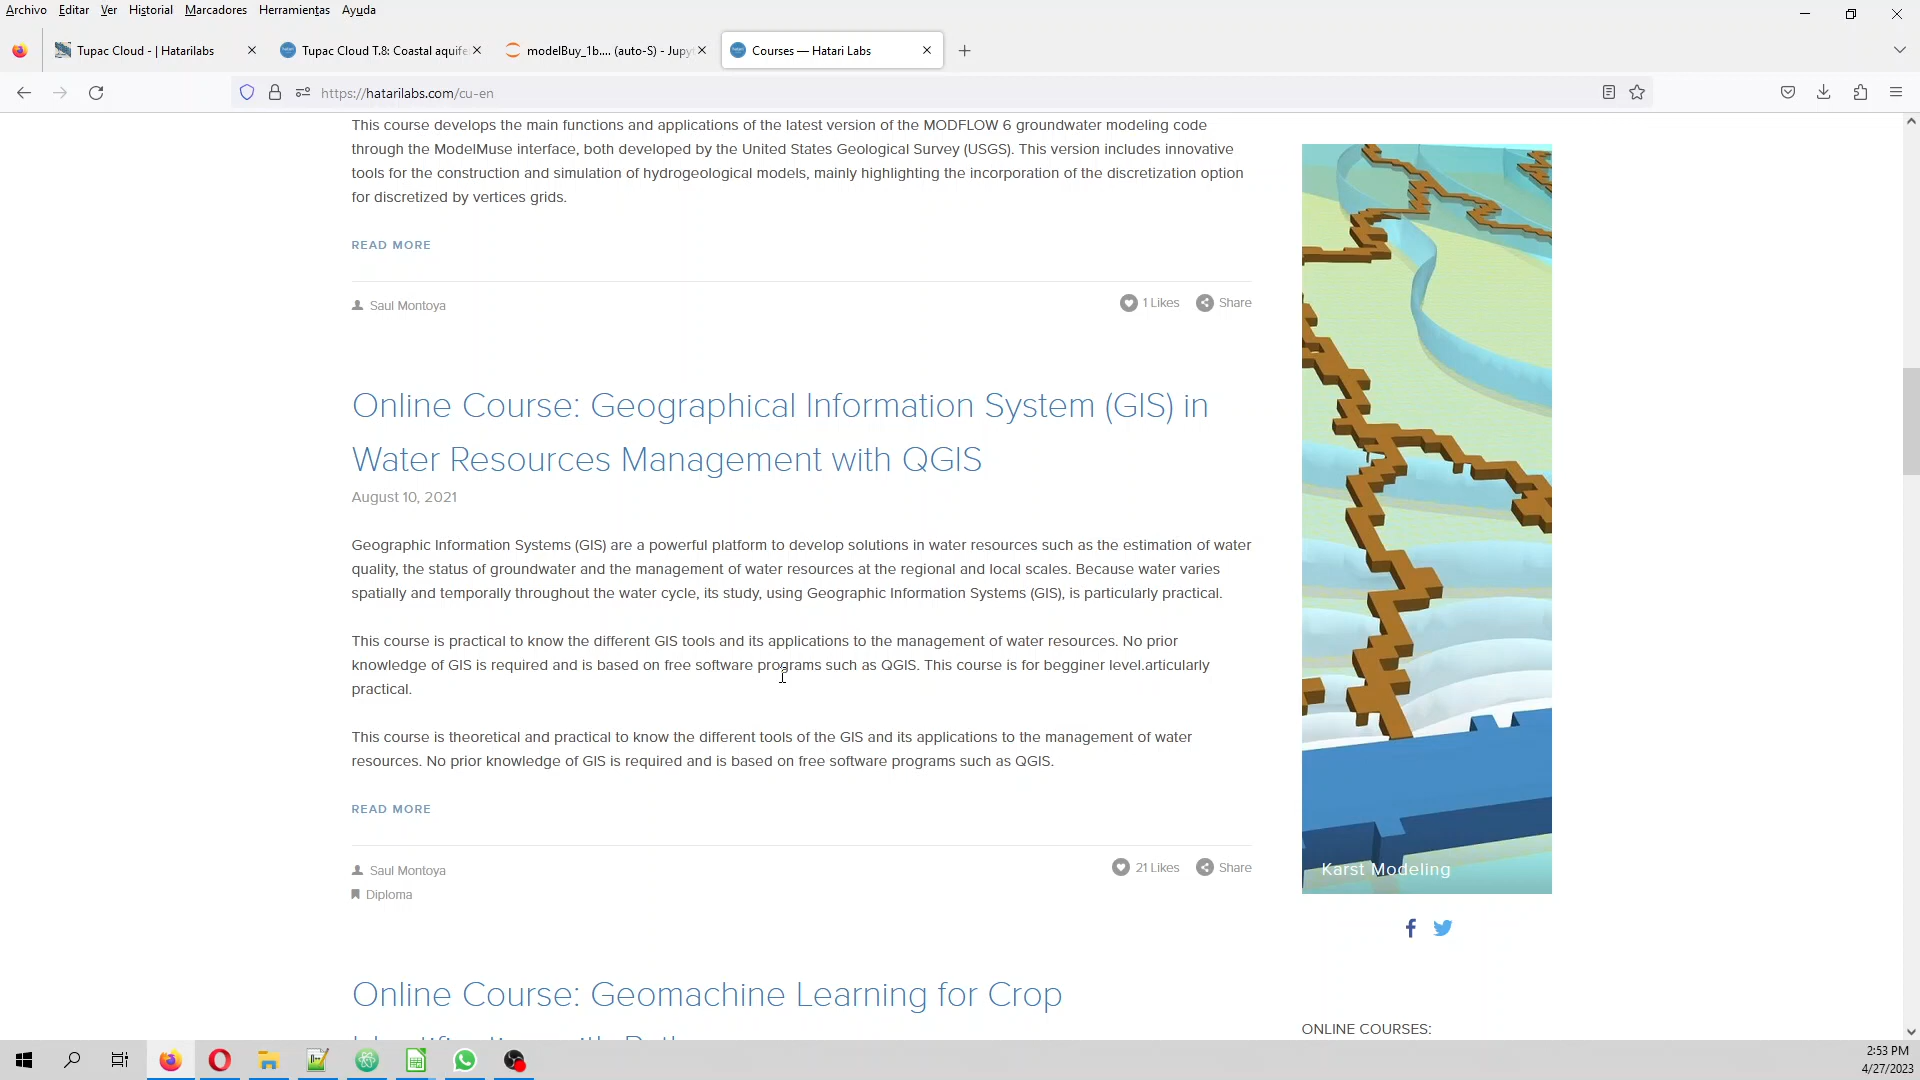 Archivo Editar Ver Historial Marcadores Herramientas Ayuda
Tupac Cloud - | Hatarilabs
Tupac Cloud T.8: Coastal aquife
modelBuy_1b.... (auto-S) - Jupyt
Courses — Hatari Labs
https://hatarilabs.com/cu-en
This course develops the main functions and applications of the latest version of the MODFLOW 6 groundwater modeling code
through the ModelMuse interface, both developed by the United States Geological Survey (USGS). This version includes innovative
tools for the construction and simulation of hydrogeological models, mainly highlighting the incorporation of the discretization option
for discretized by vertices grids.
READ MORE
Saul Montoya
1 Likes Share
Online Course: Geographical Information System (GIS) in
Water Resources Management with QGIS
August 10, 2021
Geographic Information Systems (GIS) are a powerful platform to develop solutions in water resources such as the estimation of water
quality, the status of groundwater and the management of water resources at the regional and local scales. Because water varies
spatially and temporally throughout the water cycle, its study, using Geographic Information Systems (GIS), is particularly practical.
This course is practical to know the different GIS tools and its applications to the management of water resources. No prior
knowledge of GIS is required and is based on free software programs such as QGIS. This course is for begginer level.articularly
practical.
This course is theoretical and practical to know the different tools of the GIS and its applications to the management of water
resources. No prior knowledge of GIS is required and is based on free software programs such as QGIS.
READ MORE
Saul Montoya
21 Likes Share
Diploma
Online Course: Geomachine Learning for Crop
Karst Modeling
ONLINE COURSES:
2:53 PM
4/27/2023